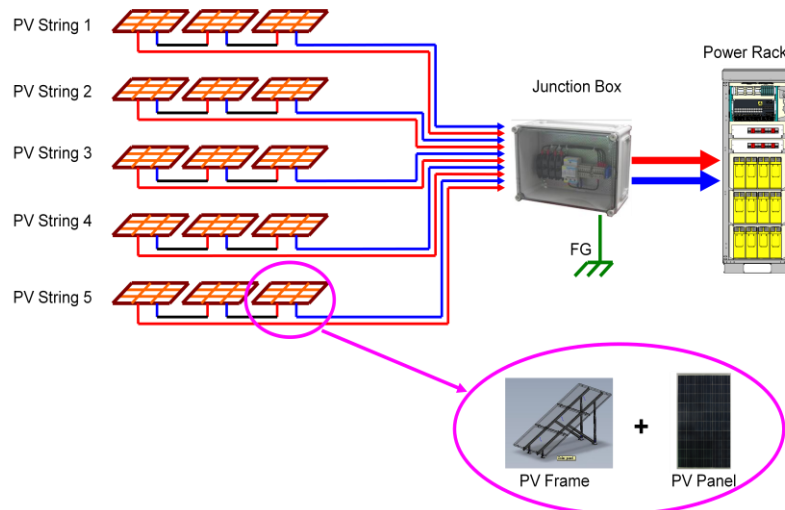 PV String 1
PV String 2
PV String 3
PV String 4
PV String 5
Junction Box
Power Rack
FG
+
PV Frame
PV Panel